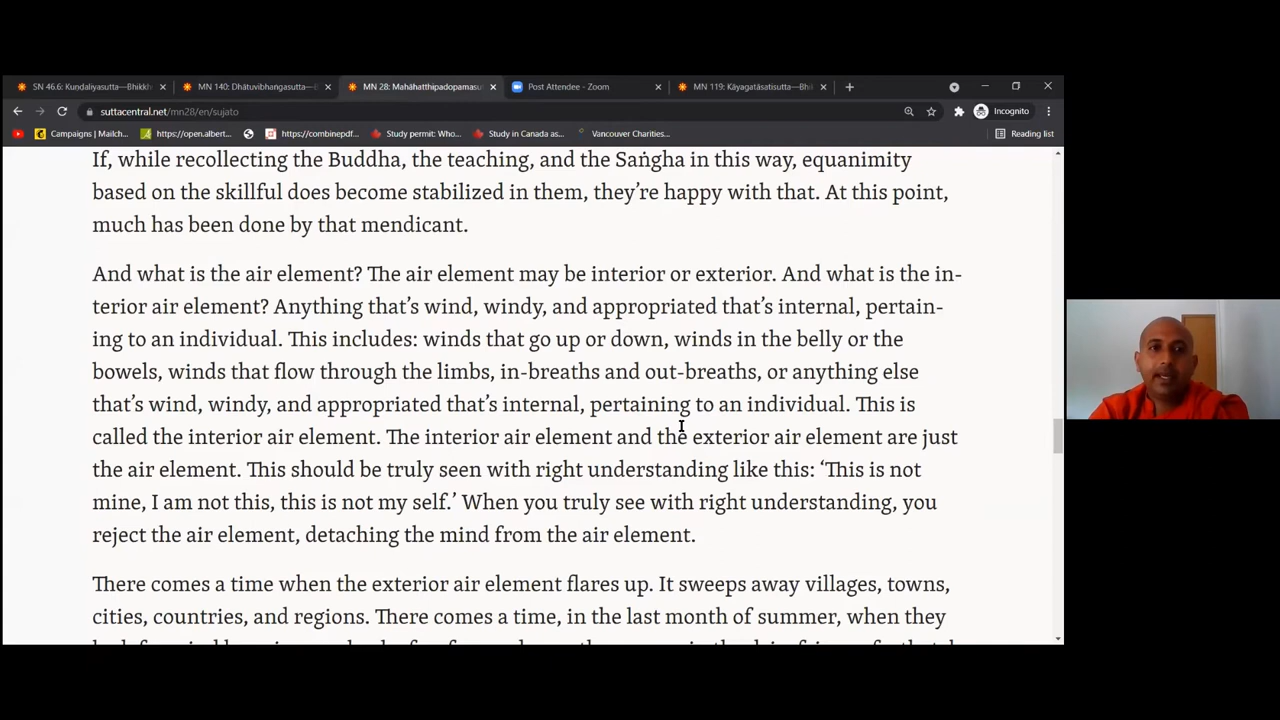 SN 46.6: Kuṇḍaliyasutta—Bhikkh
MN 140: Dhātuvibhaṅgasutta—B
MN 28: Mahāhatthipadopamasu
Post Attendee - Zoom
MN 119: Kāyagatāsatisutta—Bhi
suttacentral.net/mn28/en/sujato
Incognito
Campaigns | Mailch...
https://open.albert...
https://combinepdf...
Study permit: Who...
Study in Canada as...
Vancouver Charities...
Reading list
If, while recollecting the Buddha, the teaching, and the Saṅgha in this way, equanimity
based on the skillful does become stabilized in them, they’re happy with that. At this point,
much has been done by that mendicant.
And what is the air element? The air element may be interior or exterior. And what is the in-
terior air element? Anything that’s wind, windy, and appropriated that’s internal, pertain-
ing to an individual. This includes: winds that go up or down, winds in the belly or the
bowels, winds that flow through the limbs, in-breaths and out-breaths, or anything else
that’s wind, windy, and appropriated that’s internal, pertaining to an individual. This is
called the interior air element. The interior air element and the exterior air element are just
the air element. This should be truly seen with right understanding like this: ‘This is not
mine, I am not this, this is not my self.’ When you truly see with right understanding, you
reject the air element, detaching the mind from the air element.
There comes a time when the exterior air element flares up. It sweeps away villages, towns,
cities, countries, and regions. There comes a time, in the last month of summer, when they